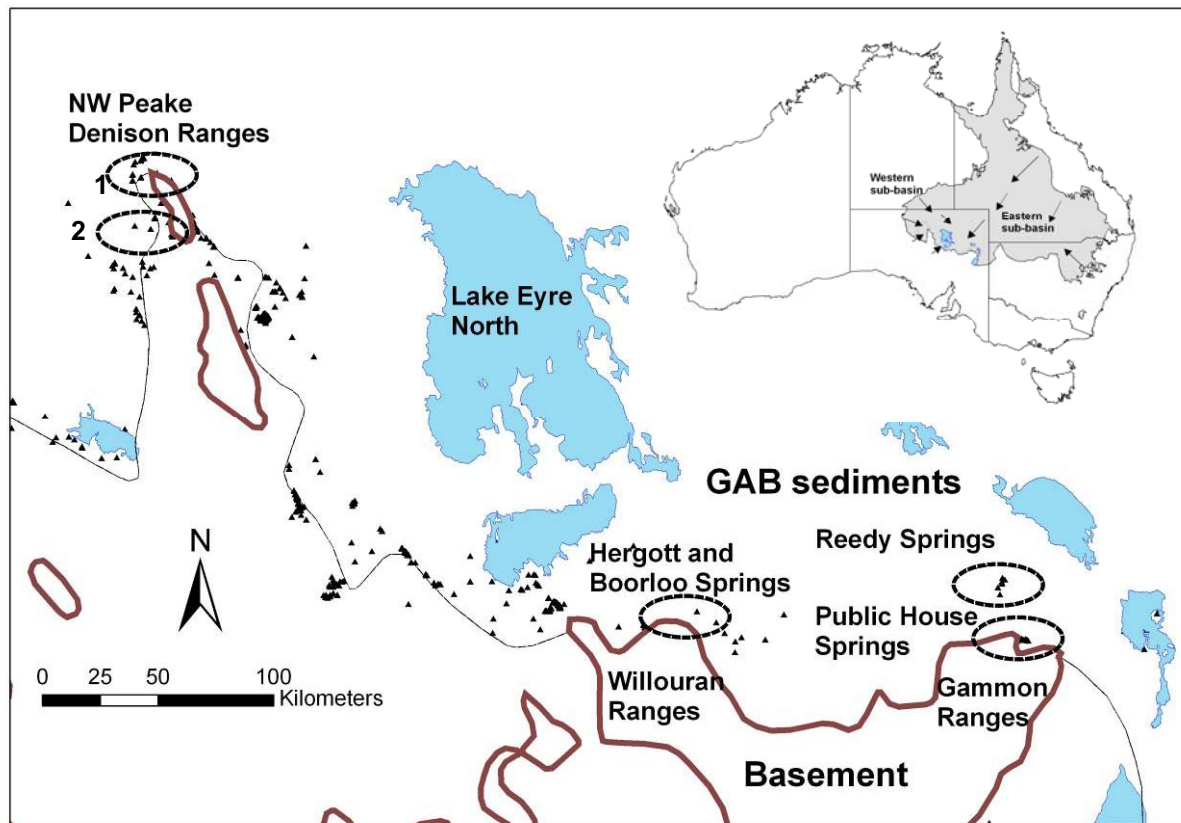 NW Peake
Denison Ranges
1
2
Lake Eyre
North
Western
sub-basin
Eastern
sub-basin
GAB sediments
N
Hergott and
Boorloo Springs
Reedy Springs
Public House
Springs
0 25 50 100
Kilometers
Willouran
Ranges
Gammon
Ranges
Basement